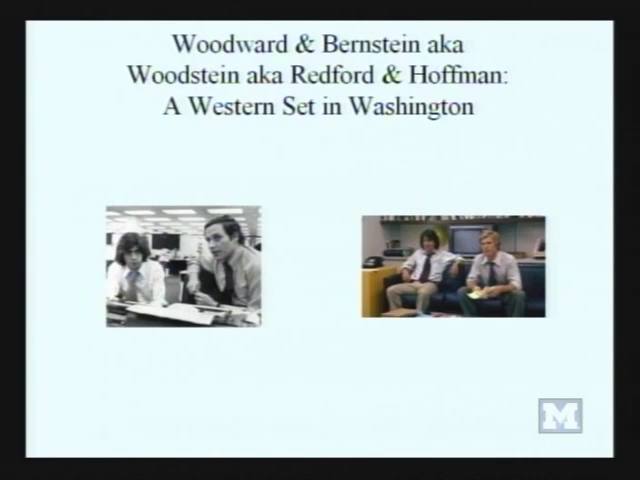 Woodward & Bernstein aka
Woodstein aka Redford & Hoffman:
A Western Set in Washington
M